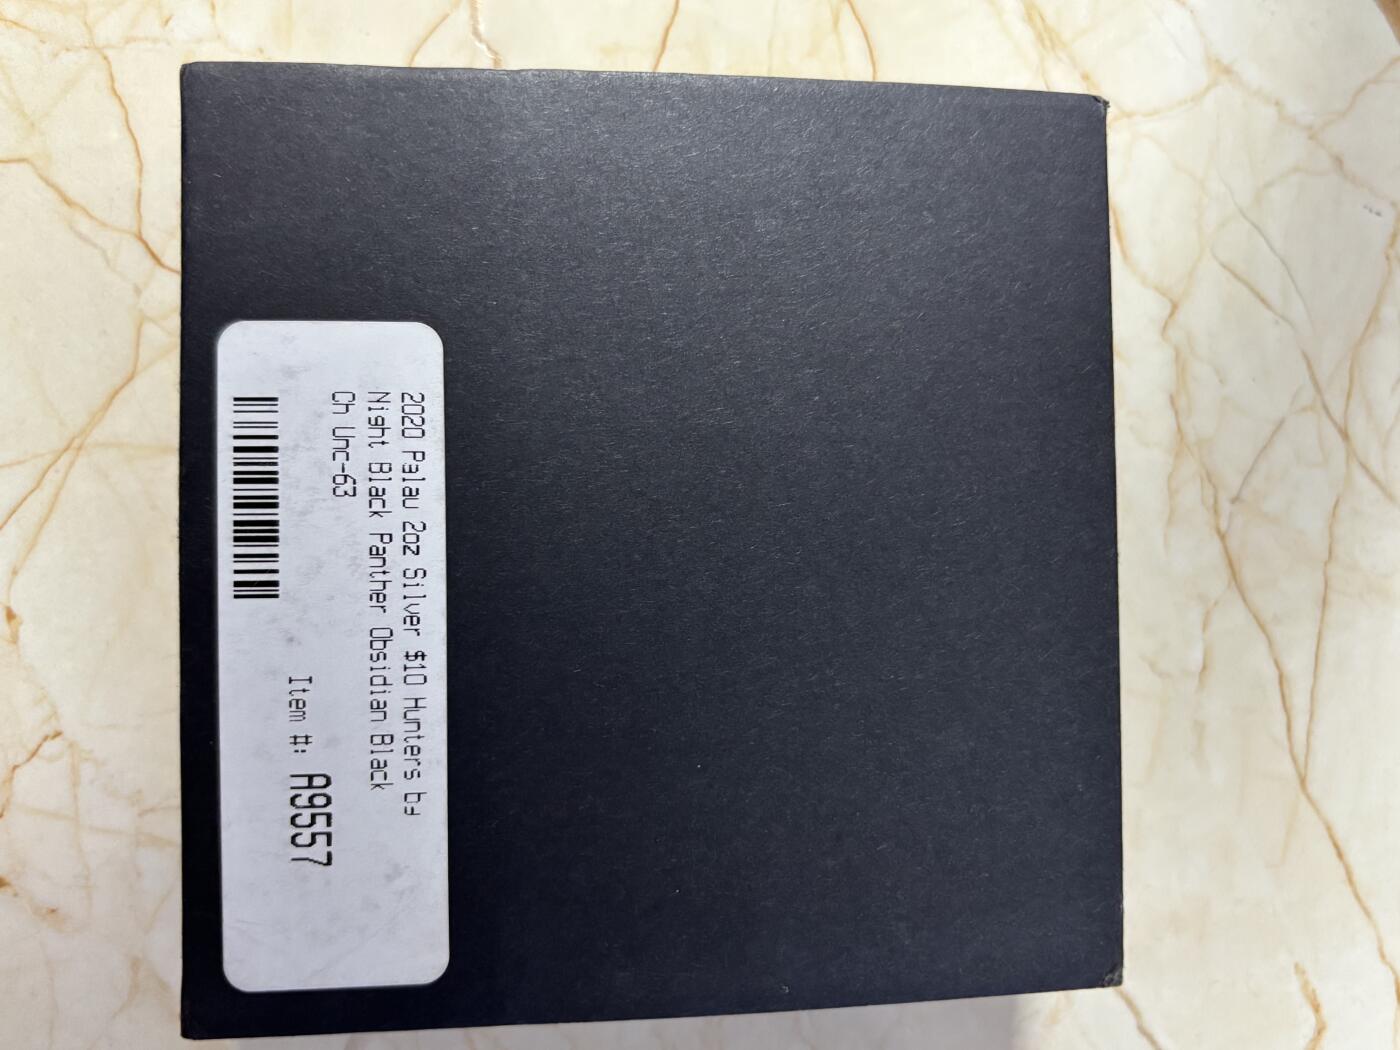 2020 Palau 2oz Silver $10 Hunters by
Night Black Panther Obsidian Black
Ch Unc-63
Item #: A9557